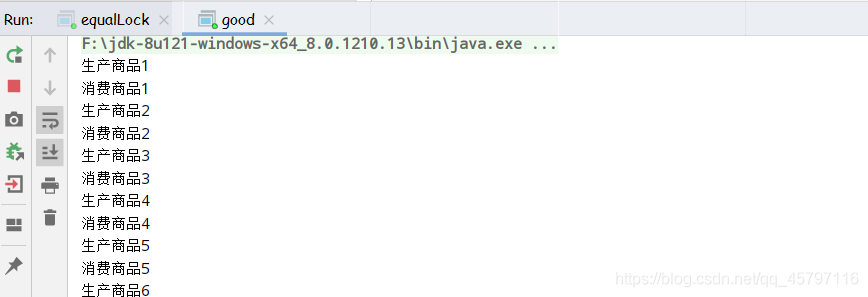 Run: equalLock × good ×
F:\jdk-8u121-windows-x64_8.0.1210.13\bin\java.exe ...
生产商品1
消费商品1
生产商品2
消费商品2
生产商品3
消费商品3
生产商品4
消费商品4
生产商品5
消费商品5
生产商品6
https://blog.csdn.net/qq_45797116